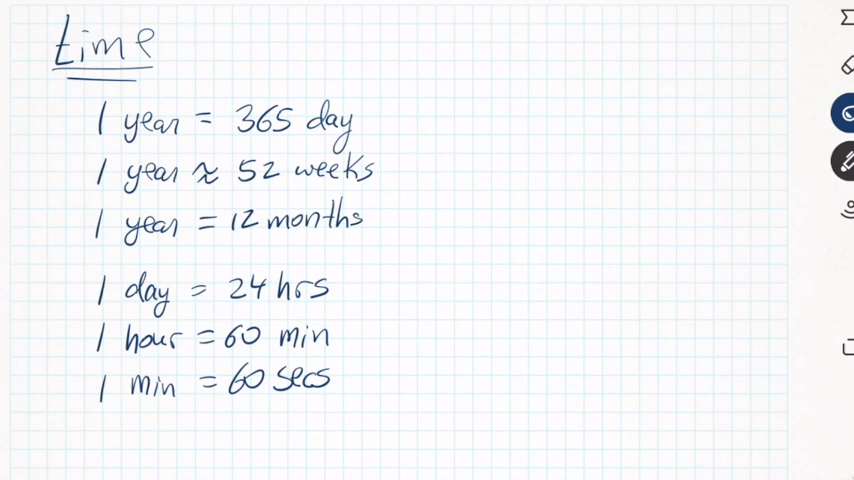 time
1 year = 365 day
1 year ≈ 52 weeks
1 year = 12 months
1 day = 24 hrs
1 hour = 60 min
1 min = 60 secs